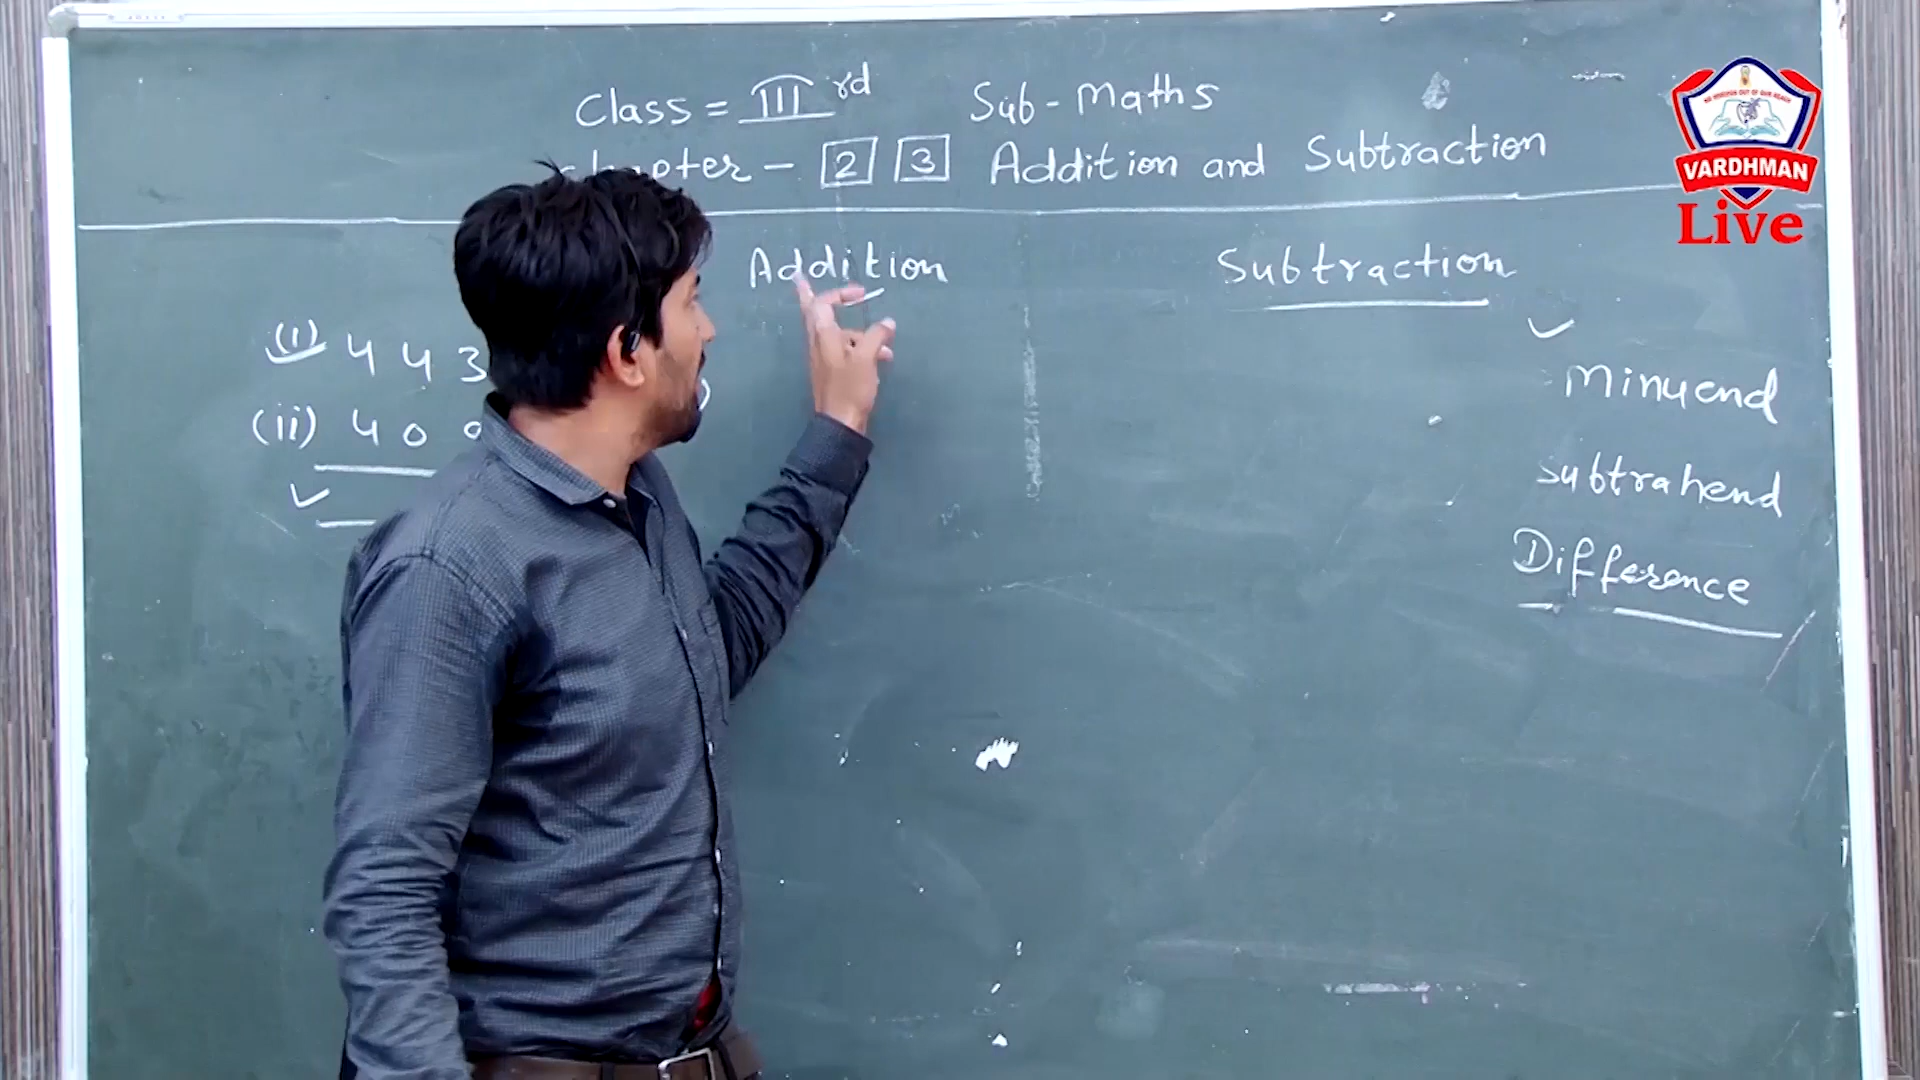 Class = III rd Sub - Maths
chapter - 2 3 Addition and Subtraction
Addition
Subtraction
(i) 4 4 3
(ii) 4 0
Minuend
Subtrahend
Difference
VARDHMAN
Live